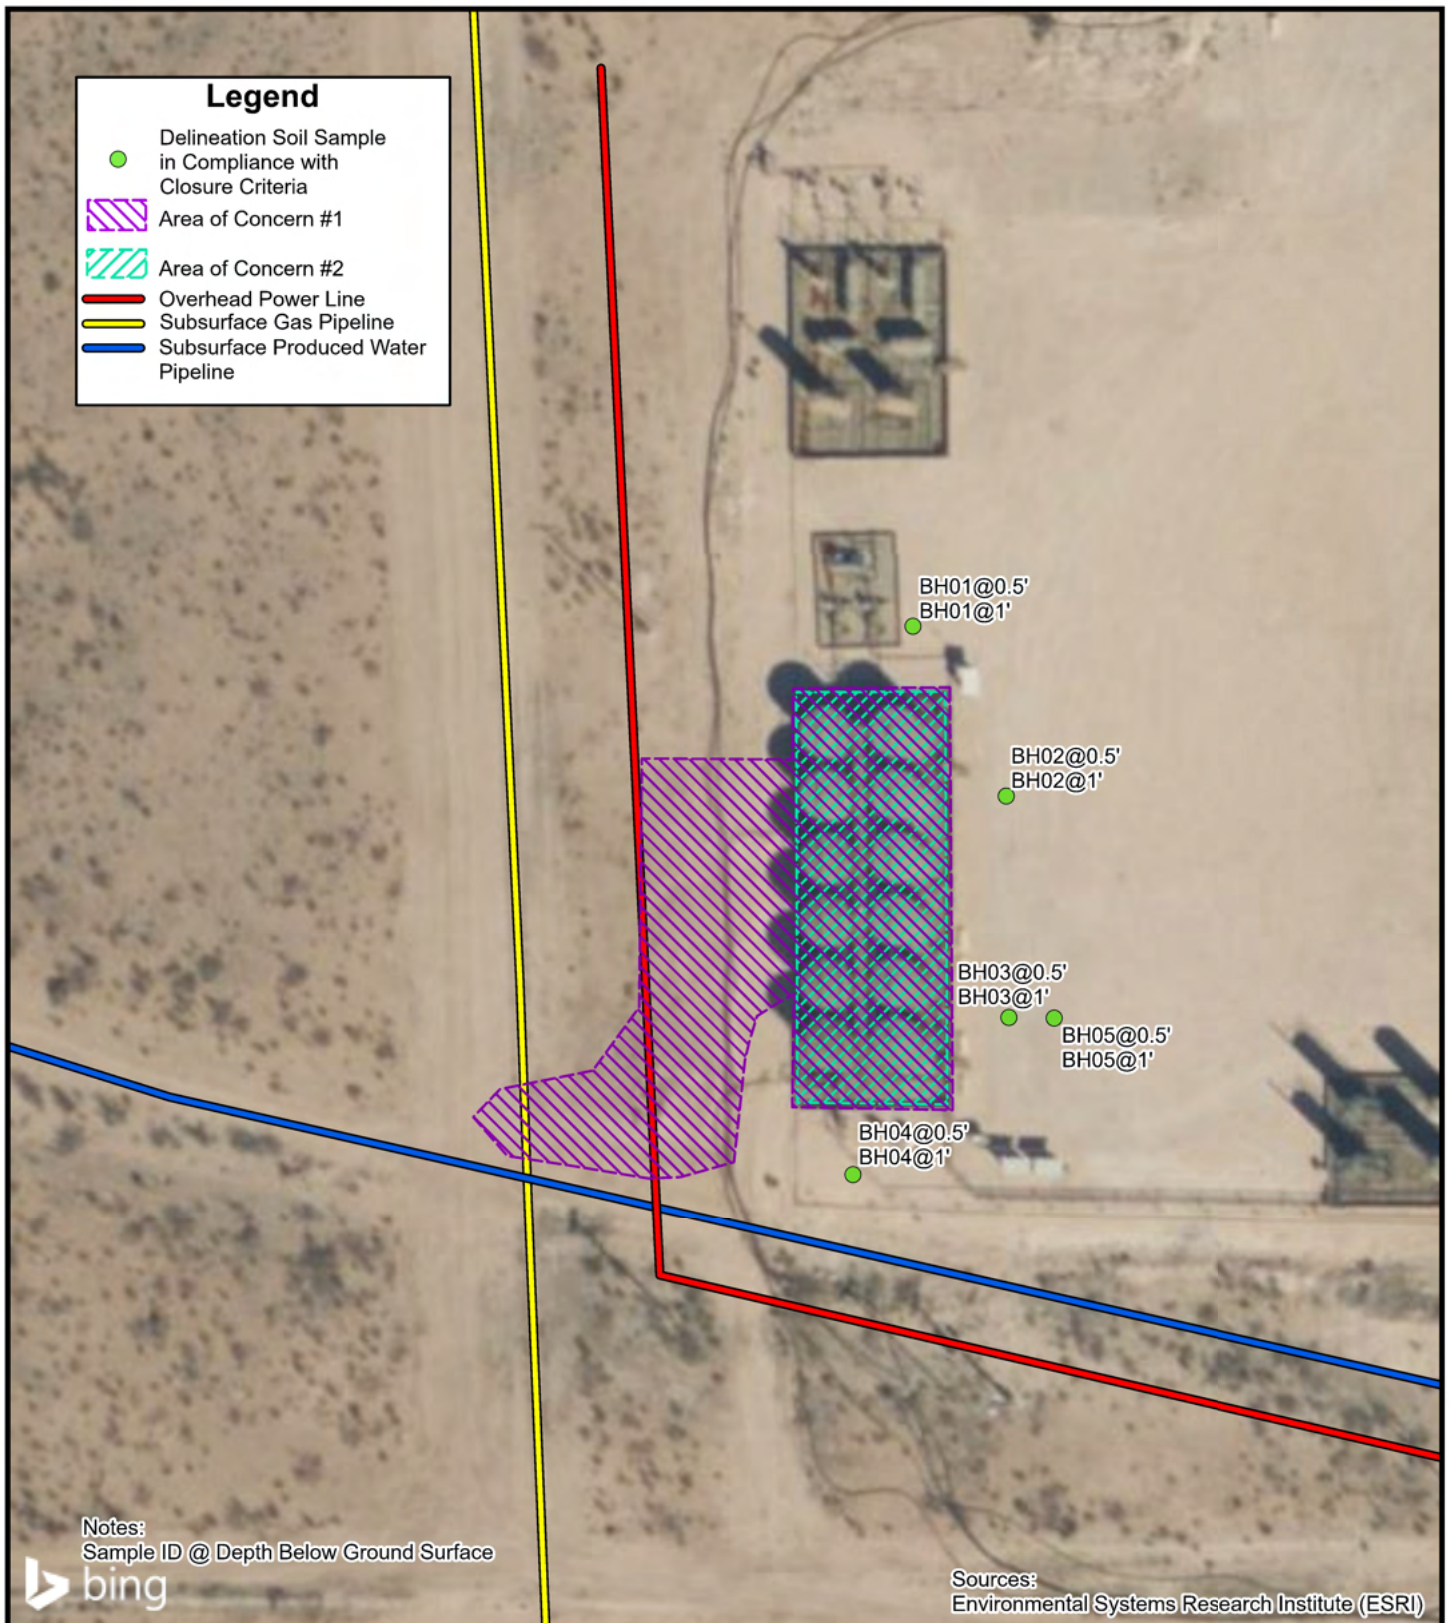 Legend
Delineation Soil Sample
in Compliance with
Closure Criteria
Area of Concern #1
Area of Concern #2
Overhead Power Line
Subsurface Gas Pipeline
Subsurface Produced Water
Pipeline
BH01@0.5'
BH01@1'
BH02@0.5'
BH02@1'
BH03@0.5'
BH03@1'
BH05@0.5'
BH05@1'
BH04@0.5'
BH04@1'
Notes:
Sample ID @ Depth Below Ground Surface
bing
Sources:
Environmental Systems Research Institute (ESRI)